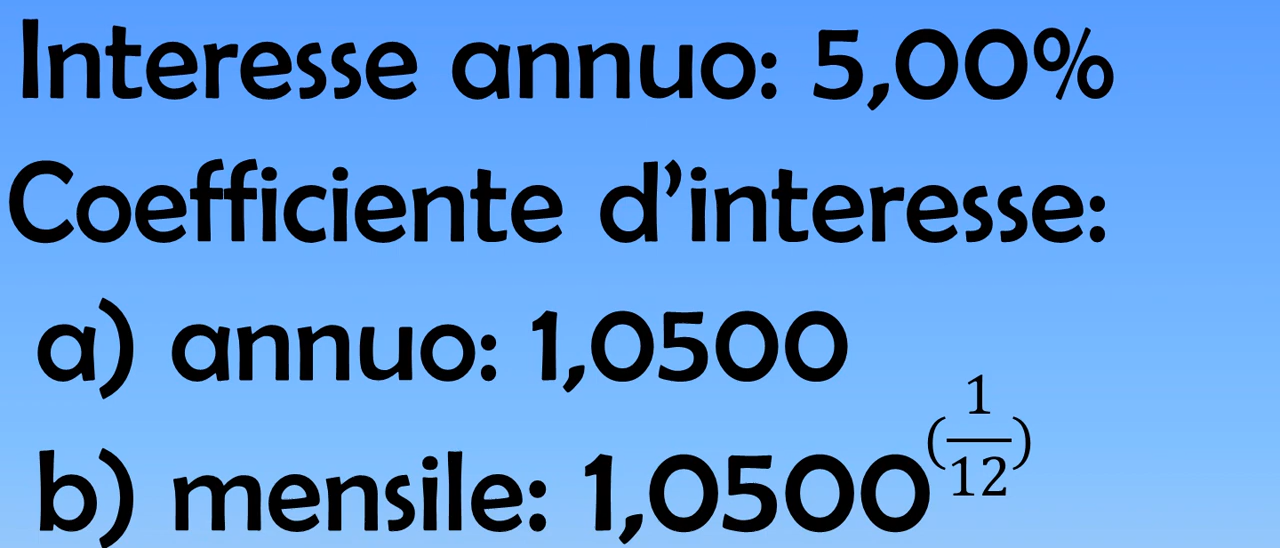 Interesse annuo: 5,00%
Coefficiente d’interesse:
a) annuo: 1,0500
b) mensile: 1,0500^(1/12)